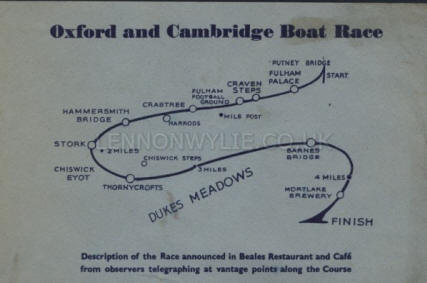 Oxford and Cambridge Boat Race
PUTNEY BRIDGE
START
FULHAM
PALACE
CRAVEN
STEPS
FULHAM
FOOTBALL
GROUND
MILE POST
CRABTREE
HARRODS
HAMMERSMITH
BRIDGE
STORK
2 MILES
LENNONWYLIE.CO.UK
CHISWICK
EYOT
CHISWICK STEPS
THORNYCROFTS
3 MILES
BARNES
BRIDGE
DUKES MEADOWS
4 MILES
MORTLAKE
BREWERY
FINISH
Description of the Race announced in Beales Restaurant and Café
from observers telegraphing at vantage points along the Course